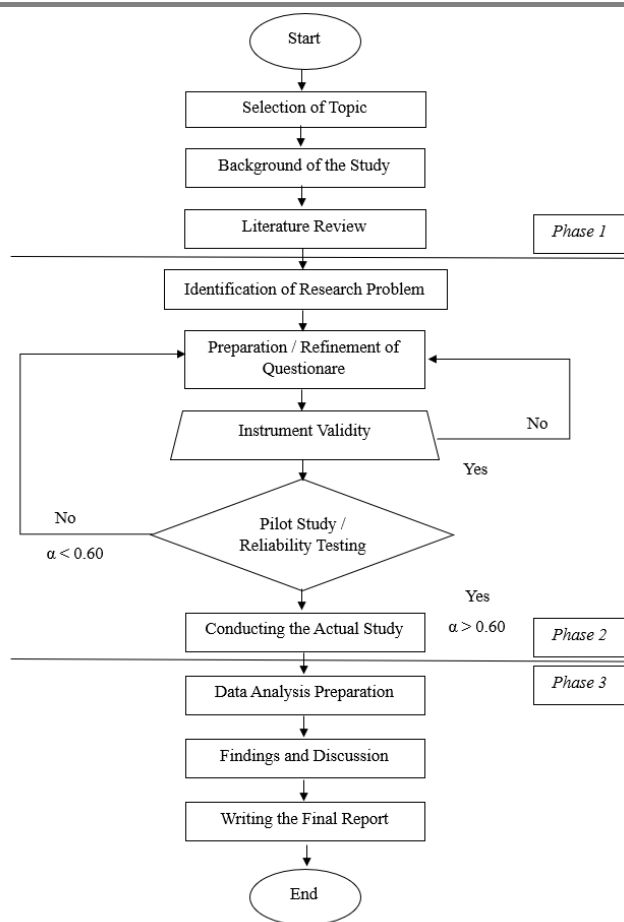 Start
Selection of Topic
Background of the Study
Literature Review
Phase 1
Identification of Research Problem
Preparation / Refinement of
Questionare
Instrument Validity
No
Yes
Pilot Study /
Reliability Testing
No
α < 0.60
Yes
α > 0.60
Conducting the Actual Study
Phase 2
Phase 3
Data Analysis Preparation
Findings and Discussion
Writing the Final Report
End